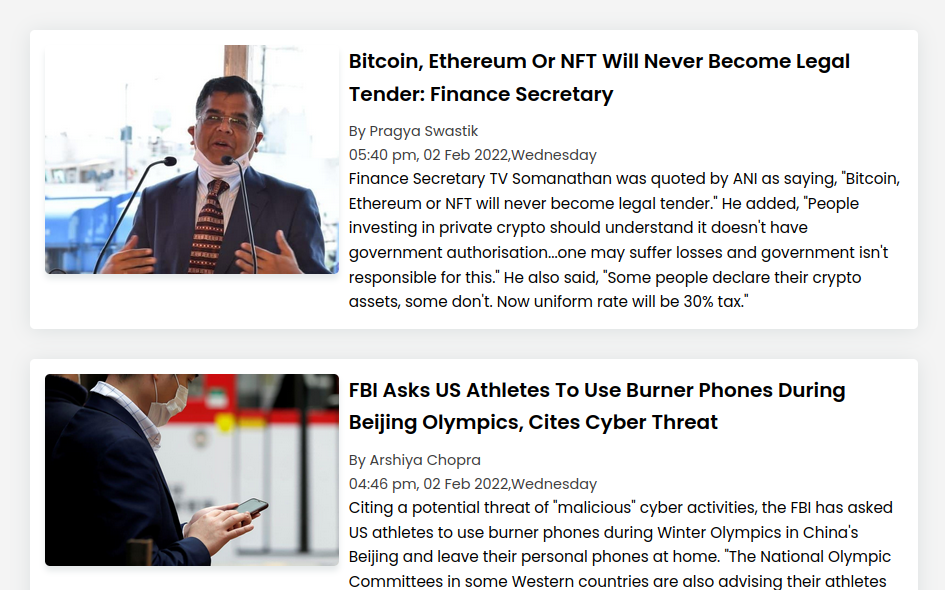 Bitcoin, Ethereum Or NFT Will Never Become Legal
Tender: Finance Secretary
By Pragya Swastik
05:40 pm, 02 Feb 2022,Wednesday
Finance Secretary TV Somanathan was quoted by ANI as saying, "Bitcoin,
Ethereum or NFT will never become legal tender." He added, "People
investing in private crypto should understand it doesn't have
government authorisation...one may suffer losses and government isn't
responsible for this." He also said, "Some people declare their crypto
assets, some don't. Now uniform rate will be 30% tax."
FBI Asks US Athletes To Use Burner Phones During
Beijing Olympics, Cites Cyber Threat
By Arshiya Chopra
04:46 pm, 02 Feb 2022,Wednesday
Citing a potential threat of "malicious" cyber activities, the FBI has asked
US athletes to use burner phones during Winter Olympics in China's
Beijing and leave their personal phones at home. "The National Olympic
Committees in some Western countries are also advising their athletes